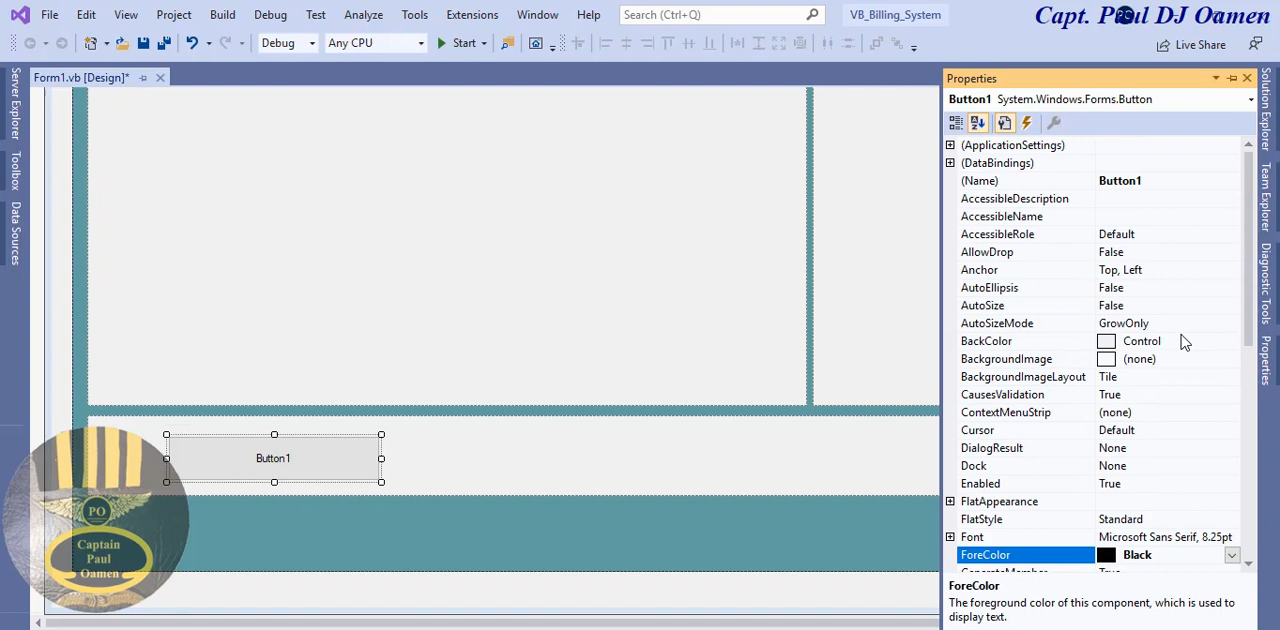 File Edit View Project Build Debug Test Analyze Tools Extensions Window Help Search (Ctrl+Q) VB_Billing_System
Capt. Paul DJ Oamen
Debug Any CPU Start Live Share
Form1.vb [Design]*
Server Explorer
Toolbox
Data Sources
Properties
Button1 System.Windows.Forms.Button
(ApplicationSettings)
(DataBindings)
(Name) Button1
AccessibleDescription
AccessibleName
AccessibleRole Default
AllowDrop False
Anchor Top, Left
AutoEllipsis False
AutoSize False
AutoSizeMode GrowOnly
BackColor Control
BackgroundImage (none)
BackgroundImageLayout Tile
CausesValidation True
ContextMenuStrip (none)
Cursor Default
DialogResult None
Dock None
Enabled True
FlatAppearance
FlatStyle Standard
Font Microsoft Sans Serif, 8.25pt
ForeColor Black
ForeColor
The foreground color of this component, which is used to
display text.
Solution Explorer
Team Explorer
Diagnostic Tools
Properties
Button1
PO
Captain
Paul
Oamen